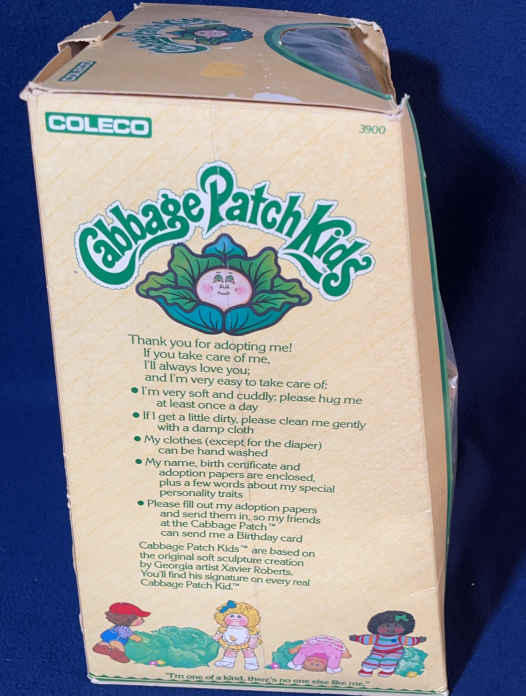 Cabbage Patch Kids
COLECO
COLECO
3900
Cabbage Patch Kids
Thank you for adopting me!
If you take care of me,
I'll always love you;
and I'm very easy to take care of:
• I'm very soft and cuddly; please hug me
at least once a day
• If I get a little dirty, please clean me gently
with a damp cloth
• My clothes (except for the diaper)
can be hand washed
• My name, birth certificate and
adoption papers are enclosed,
plus a few words about my special
personality traits
• Please fill out my adoption papers
and send them in, so my friends
at the Cabbage Patch™
can send me a Birthday card
Cabbage Patch Kids™ are based on
the original soft sculpture creation
by Georgia artist Xavier Roberts.
You'll find his signature on every real
Cabbage Patch Kid.™
"I'm one of a kind, there's no one else like me."